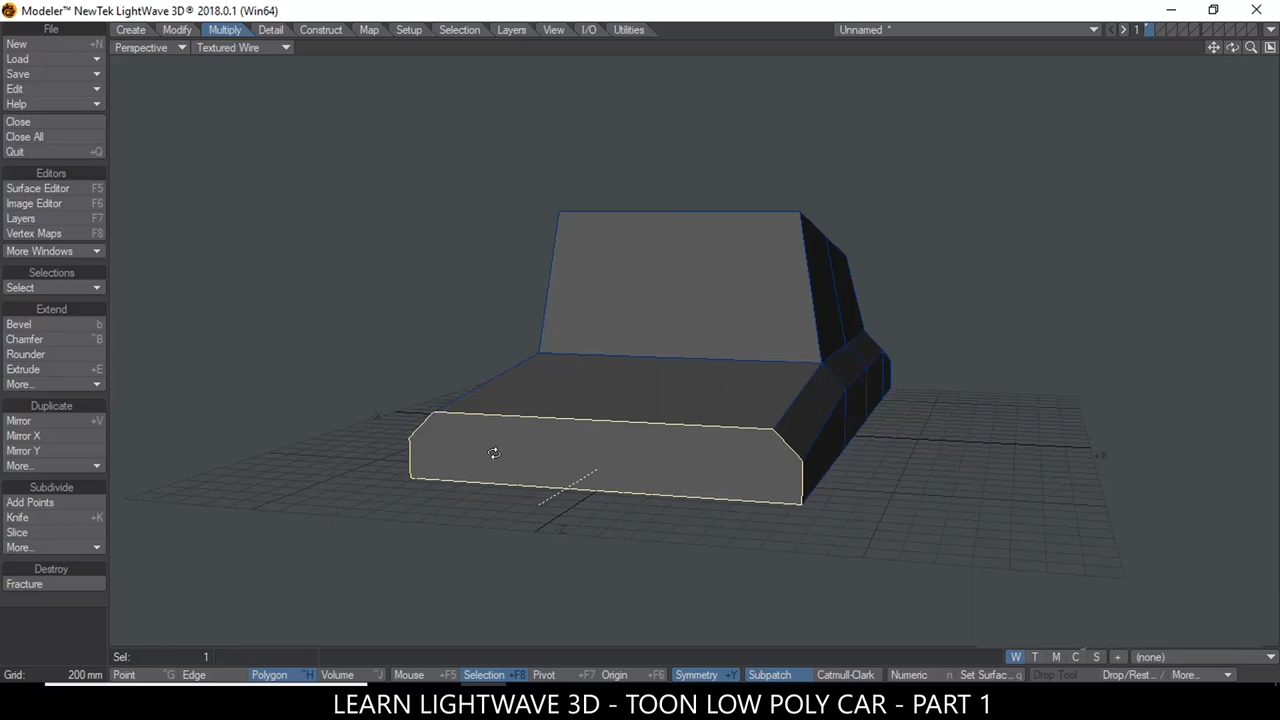 Modeler™ NewTek LightWave 3D® 2018.0.1 (Win64)
File
Create
Modify
Multiply
Detail
Construct
Map
Setup
Selection
Layers
View
I/O
Utilities
Unnamed *
1
New +N
Load
Save
Edit
Help
Close
Close All
Quit +Q
Perspective
Textured Wire
Editors
Surface Editor F5
Image Editor F6
Layers F7
Vertex Maps F8
More Windows
Selections
Select
Extend
Bevel b
Chamfer ^B
Rounder
Extrude +E
More...
Duplicate
Mirror +V
Mirror X
Mirror Y
More...
Subdivide
Add Points
Knife +K
Slice
More...
Destroy
Fracture
X
+X
Z
Sel: 1
W T M C S + (none)
Grid: 200 mm
Point ^G
Edge
Polygon ^H
Volume ^J
Mouse +F5
Selection +F8
Pivot +F7
Origin +F6
Symmetry +Y
Subpatch
Catmull-Clark
Numeric n
Set Surfac.. q
Drop Tool
Drop/Rest... /
More...
LEARN LIGHTWAVE 3D - TOON LOW POLY CAR - PART 1